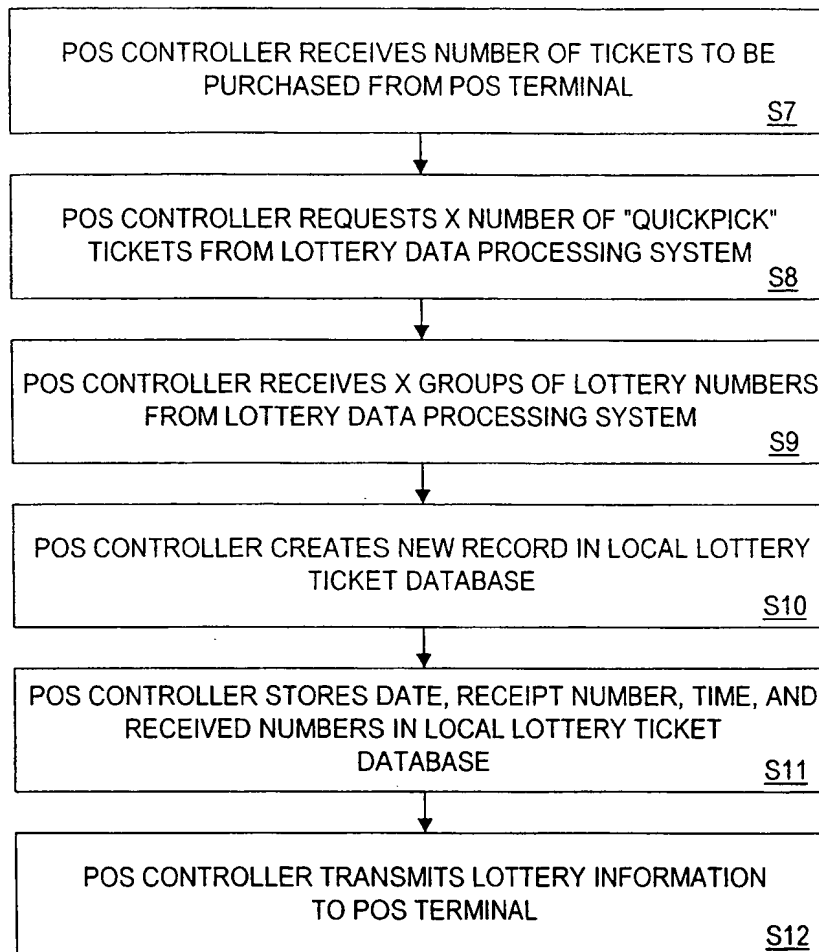 POS CONTROLLER RECEIVES NUMBER OF TICKETS TO BE
PURCHASED FROM POS TERMINAL
S7
POS CONTROLLER REQUESTS X NUMBER OF "QUICKPICK"
TICKETS FROM LOTTERY DATA PROCESSING SYSTEM
S8
POS CONTROLLER RECEIVES X GROUPS OF LOTTERY NUMBERS
FROM LOTTERY DATA PROCESSING SYSTEM
S9
POS CONTROLLER CREATES NEW RECORD IN LOCAL LOTTERY
TICKET DATABASE
S10
POS CONTROLLER STORES DATE, RECEIPT NUMBER, TIME, AND
RECEIVED NUMBERS IN LOCAL LOTTERY TICKET
DATABASE
S11
POS CONTROLLER TRANSMITS LOTTERY INFORMATION
TO POS TERMINAL
S12